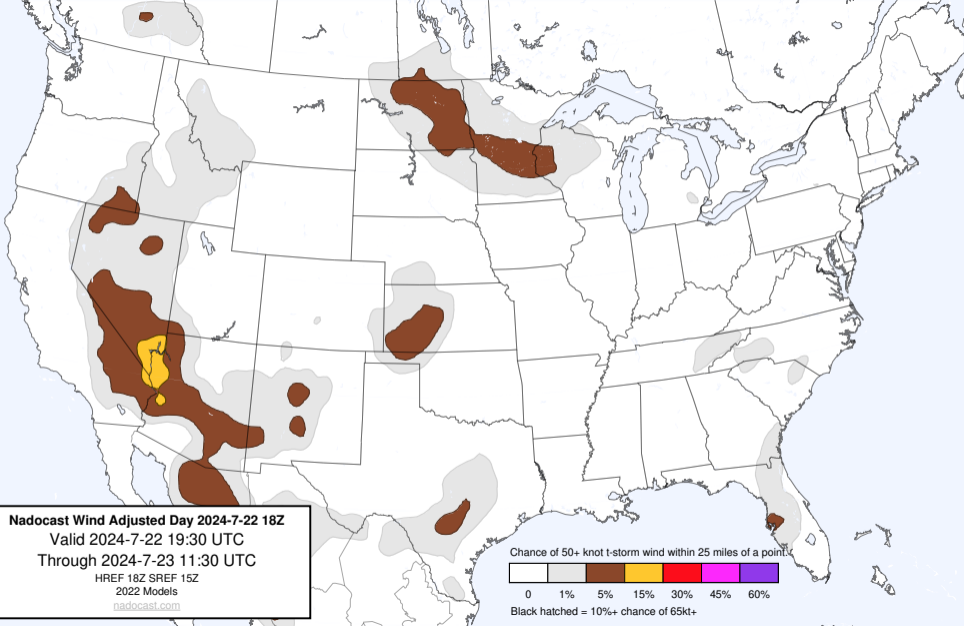 Nadocast Wind Adjusted Day 2024-7-22 18Z
Valid 2024-7-22 19:30 UTC
Through 2024-7-23 11:30 UTC
HREF 18Z SREF 15Z
2022 Models
nadocast.com
Chance of 50+ knot t-storm wind within 25 miles of a point.
0 1% 5% 15% 30% 45% 60%
Black hatched = 10%+ chance of 65kt+